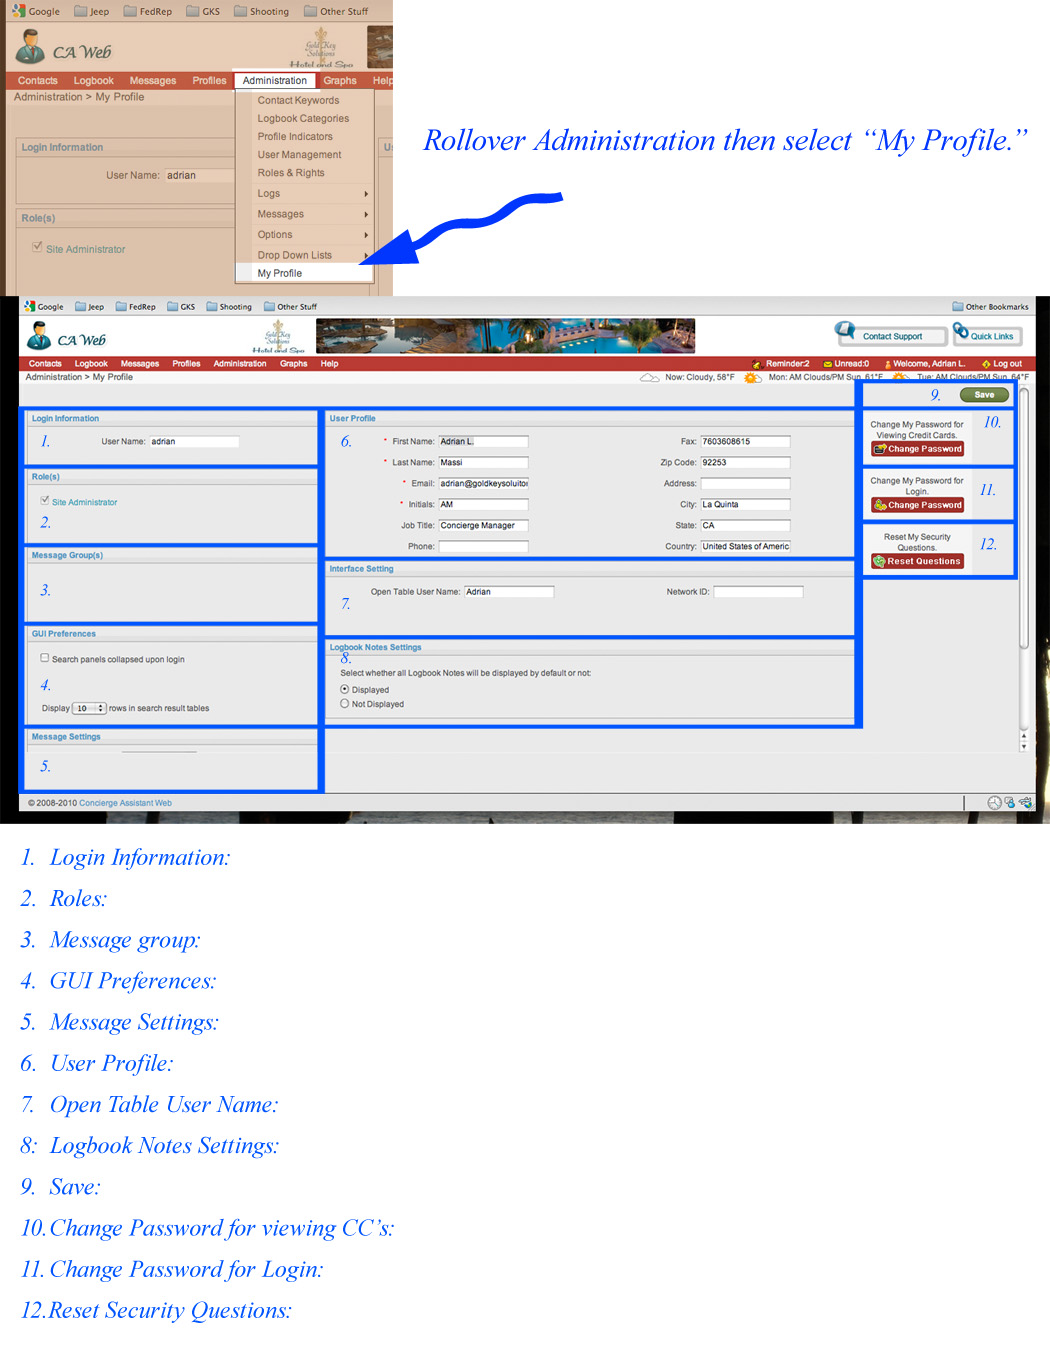 Google Jeep FedRep GKS Shooting Other Stuff
CA Web
Gold Key
Solutions
Hotel and Spa
Contacts Logbook Messages Profiles Administration Graphs Help
Administration > My Profile
Contact Keywords
Logbook Categories
Profile Indicators
User Management
Roles & Rights
Logs
Messages
Options
Drop Down Lists
My Profile
Login Information
User Name: adrian
Role(s)
Site Administrator
Rollover Administration then select “My Profile.”
Google Jeep FedRep GKS Shooting Other Stuff Other Bookmarks
CA Web
Gold Key
Solutions
Hotel and Spa
Contact Support Quick Links
Contacts Logbook Messages Profiles Administration Graphs Help Reminder:2 Unread:0 Welcome, Adrian L. Log out
Administration > My Profile Now: Cloudy, 58°F Mon: AM Clouds/PM Sun, 61°F Tue: AM Clouds/PM Sun, 64°F
9. Save
Login Information
1. User Name: adrian
Role(s)
Site Administrator
2.
Message Group(s)
3.
GUI Preferences
Search panels collapsed upon login
4.
Display 10 rows in search result tables
Message Settings
5.
User Profile
6. * First Name: Adrian L. Fax: 7603608615
* Last Name: Massi Zip Code: 92253
* Email: adrian@goldkeysoluitor Address:
* Initials: AM City: La Quinta
Job Title: Concierge Manager State: CA
Phone: Country: United States of Americ
Interface Setting
Open Table User Name: Adrian Network ID:
7.
Logbook Notes Settings
8.
Select whether all Logbook Notes will be displayed by default or not:
Displayed
Not Displayed
Change My Password for
Viewing Credit Cards.
10.
Change Password
Change My Password for
Login.
11.
Change Password
Reset My Security
Questions.
12.
Reset Questions
© 2008-2010 Concierge Assistant Web
1. Login Information:
2. Roles:
3. Message group:
4. GUI Preferences:
5. Message Settings:
6. User Profile:
7. Open Table User Name:
8: Logbook Notes Settings:
9. Save:
10. Change Password for viewing CC’s:
11. Change Password for Login:
12. Reset Security Questions: